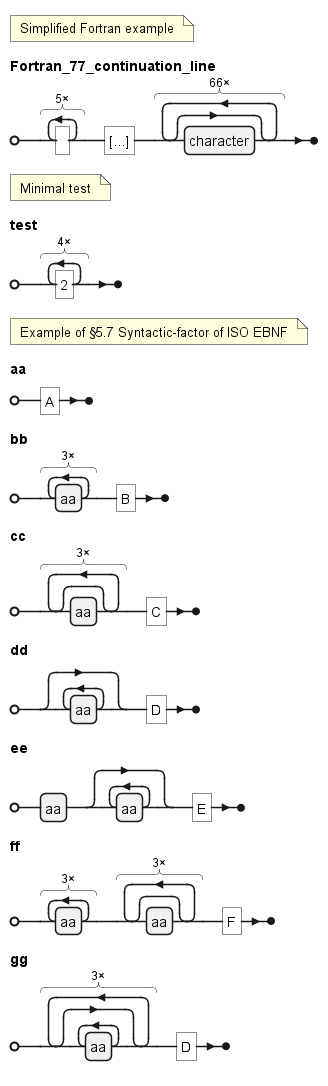 Simplified Fortran example
Fortran_77_continuation_line
5× 66×
[...] character
Minimal test
test
4×
2
Example of §5.7 Syntactic-factor of ISO EBNF
aa
A
bb
3×
aa B
cc
3×
aa C
dd
aa D
ee
aa aa E
ff
3× 3×
aa aa F
gg
3×
aa D